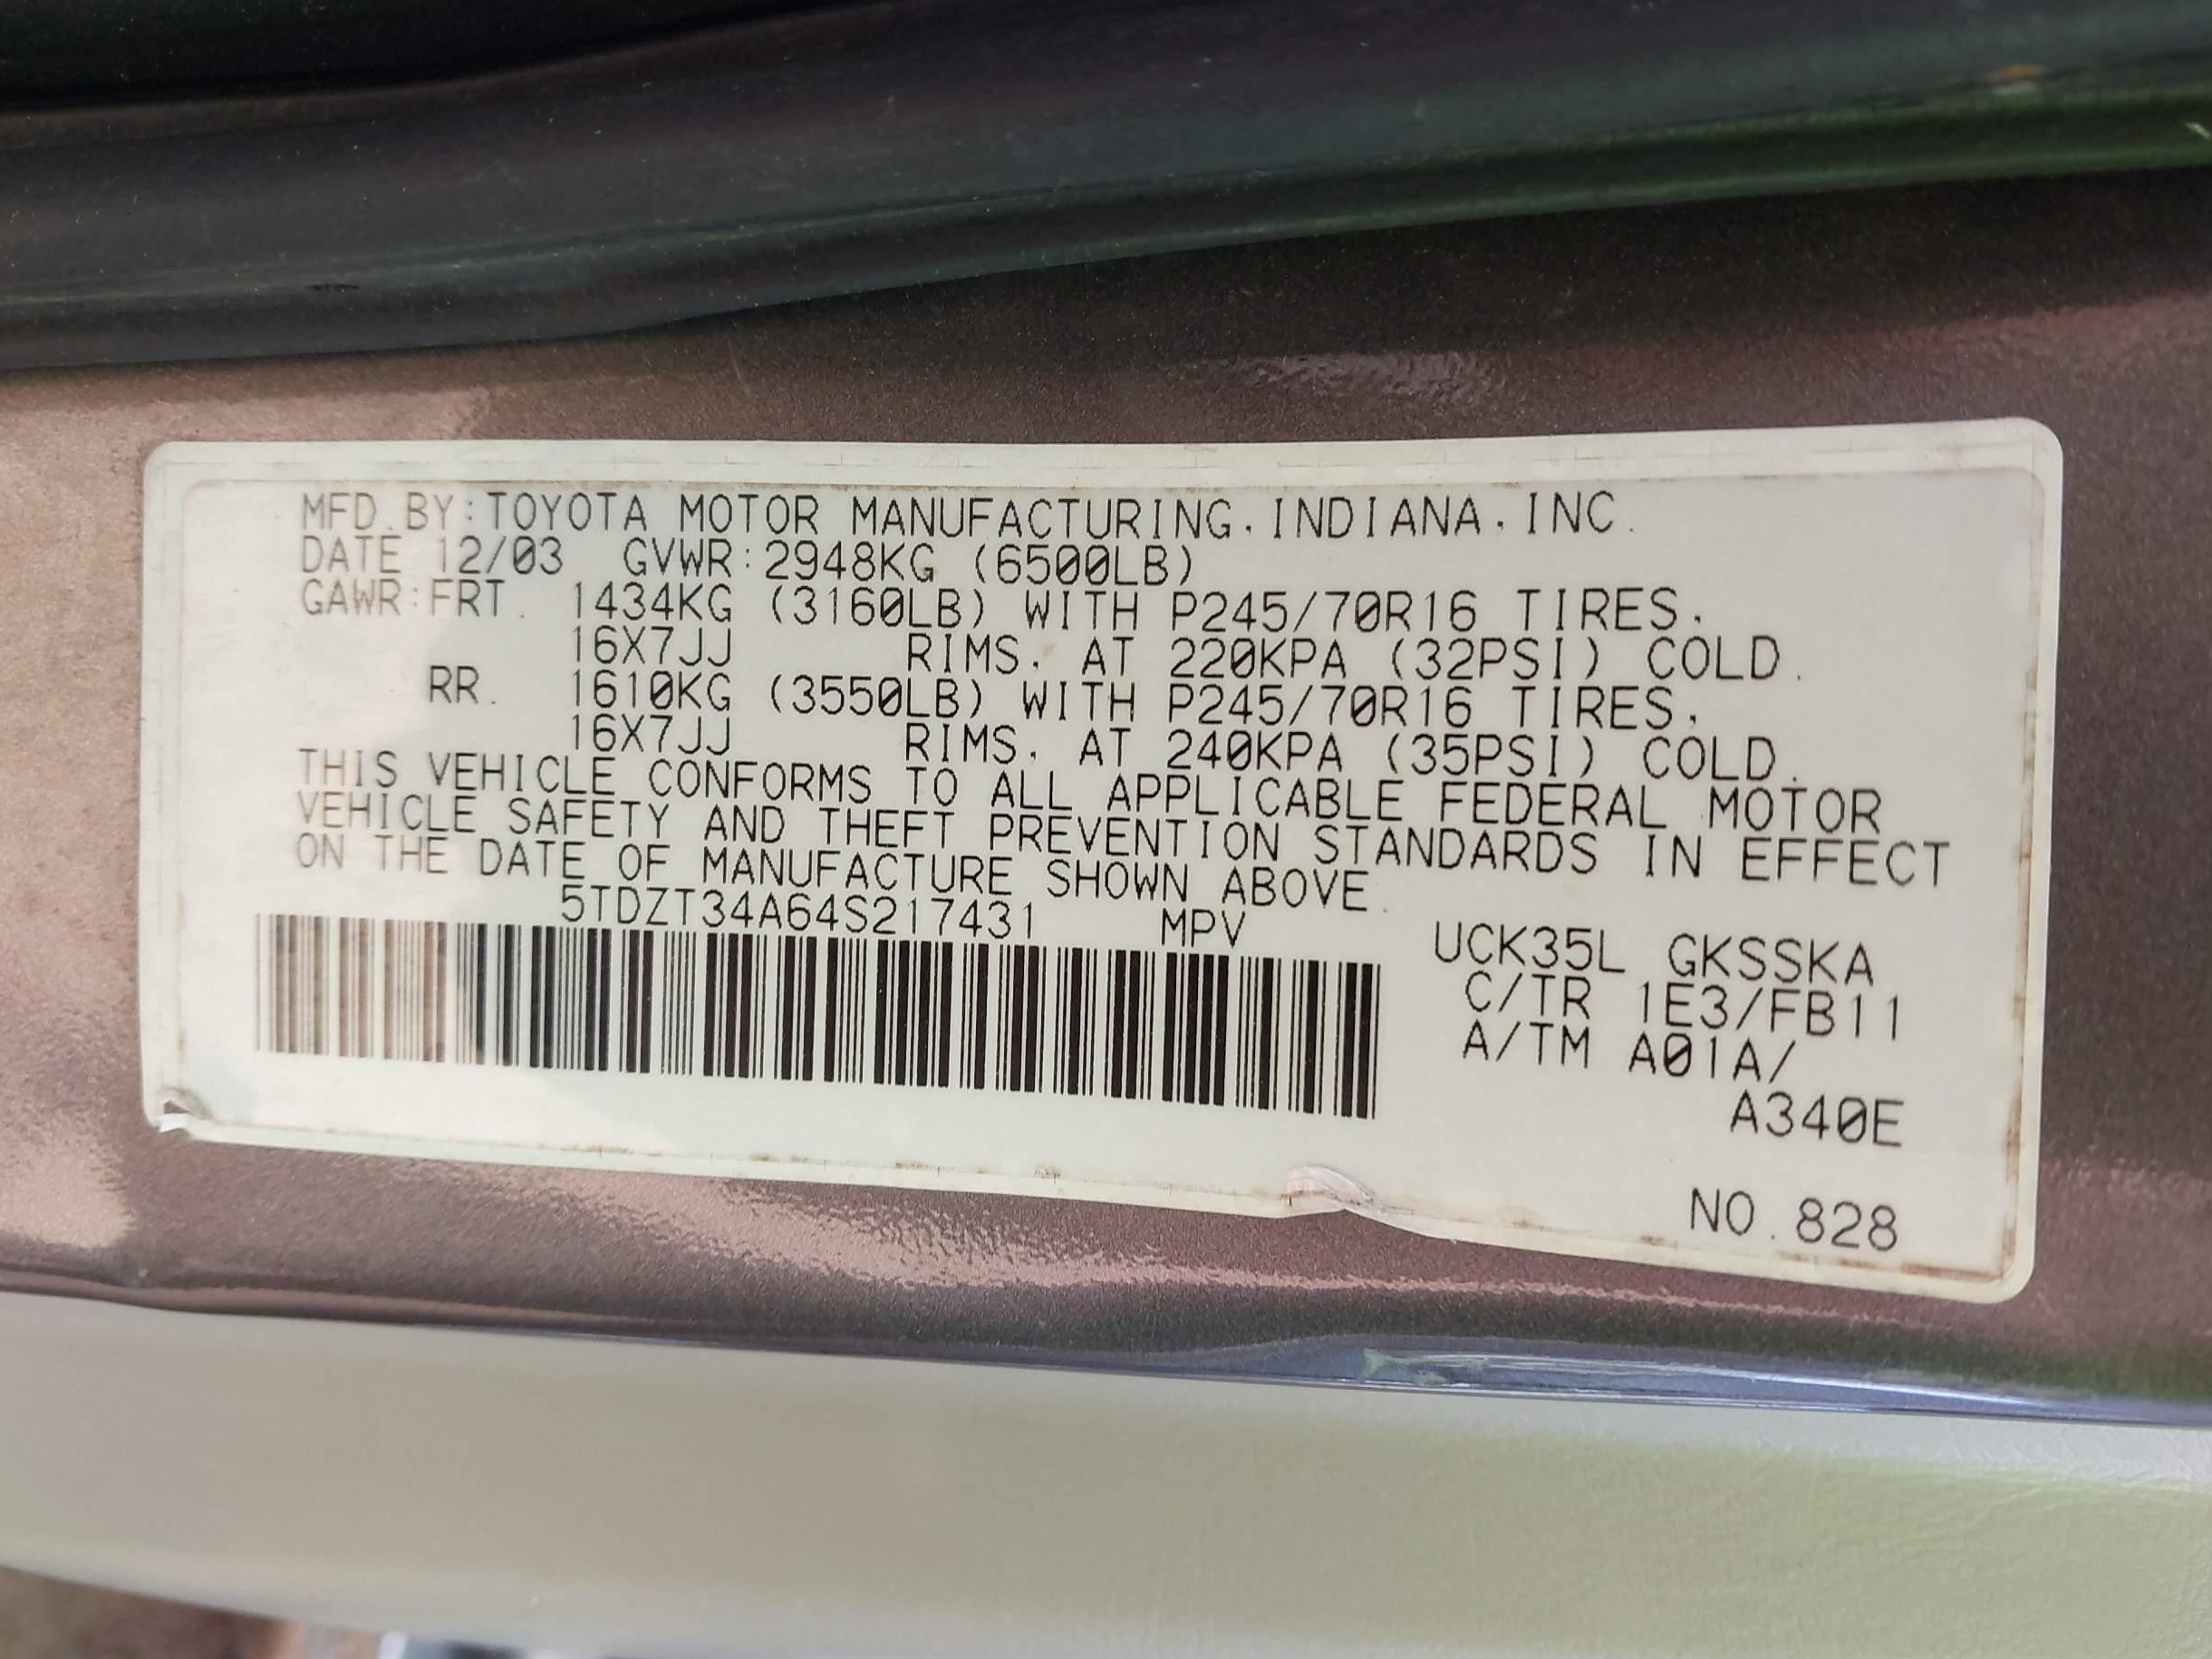 MFD.BY:TOYOTA MOTOR MANUFACTURING.INDIANA.INC.
DATE 12/03 GVWR:2948KG (6500LB)
GAWR:FRT. 1434KG (3160LB) WITH P245/70R16 TIRES.
16X7JJ RIMS. AT 220KPA (32PSI) COLD.
RR. 1610KG (3550LB) WITH P245/70R16 TIRES.
16X7JJ RIMS. AT 240KPA (35PSI) COLD.
THIS VEHICLE CONFORMS TO ALL APPLICABLE FEDERAL MOTOR
VEHICLE SAFETY AND THEFT PREVENTION STANDARDS IN EFFECT
ON THE DATE OF MANUFACTURE SHOWN ABOVE.
5TDZT34A64S217431 MPV
UCK35L GKSSKA
C/TR 1E3/FB11
A/TM A01A/
A340E
NO.828